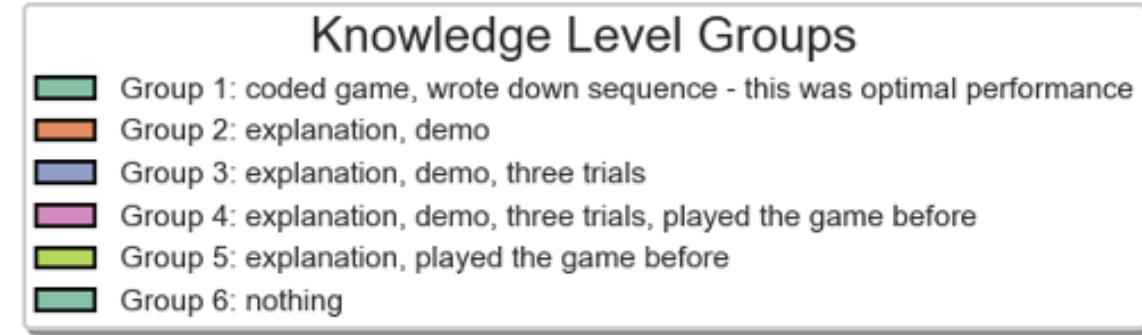 Knowledge Level Groups
Group 1: coded game, wrote down sequence - this was optimal performance
Group 2: explanation, demo
Group 3: explanation, demo, three trials
Group 4: explanation, demo, three trials, played the game before
Group 5: explanation, played the game before
Group 6: nothing